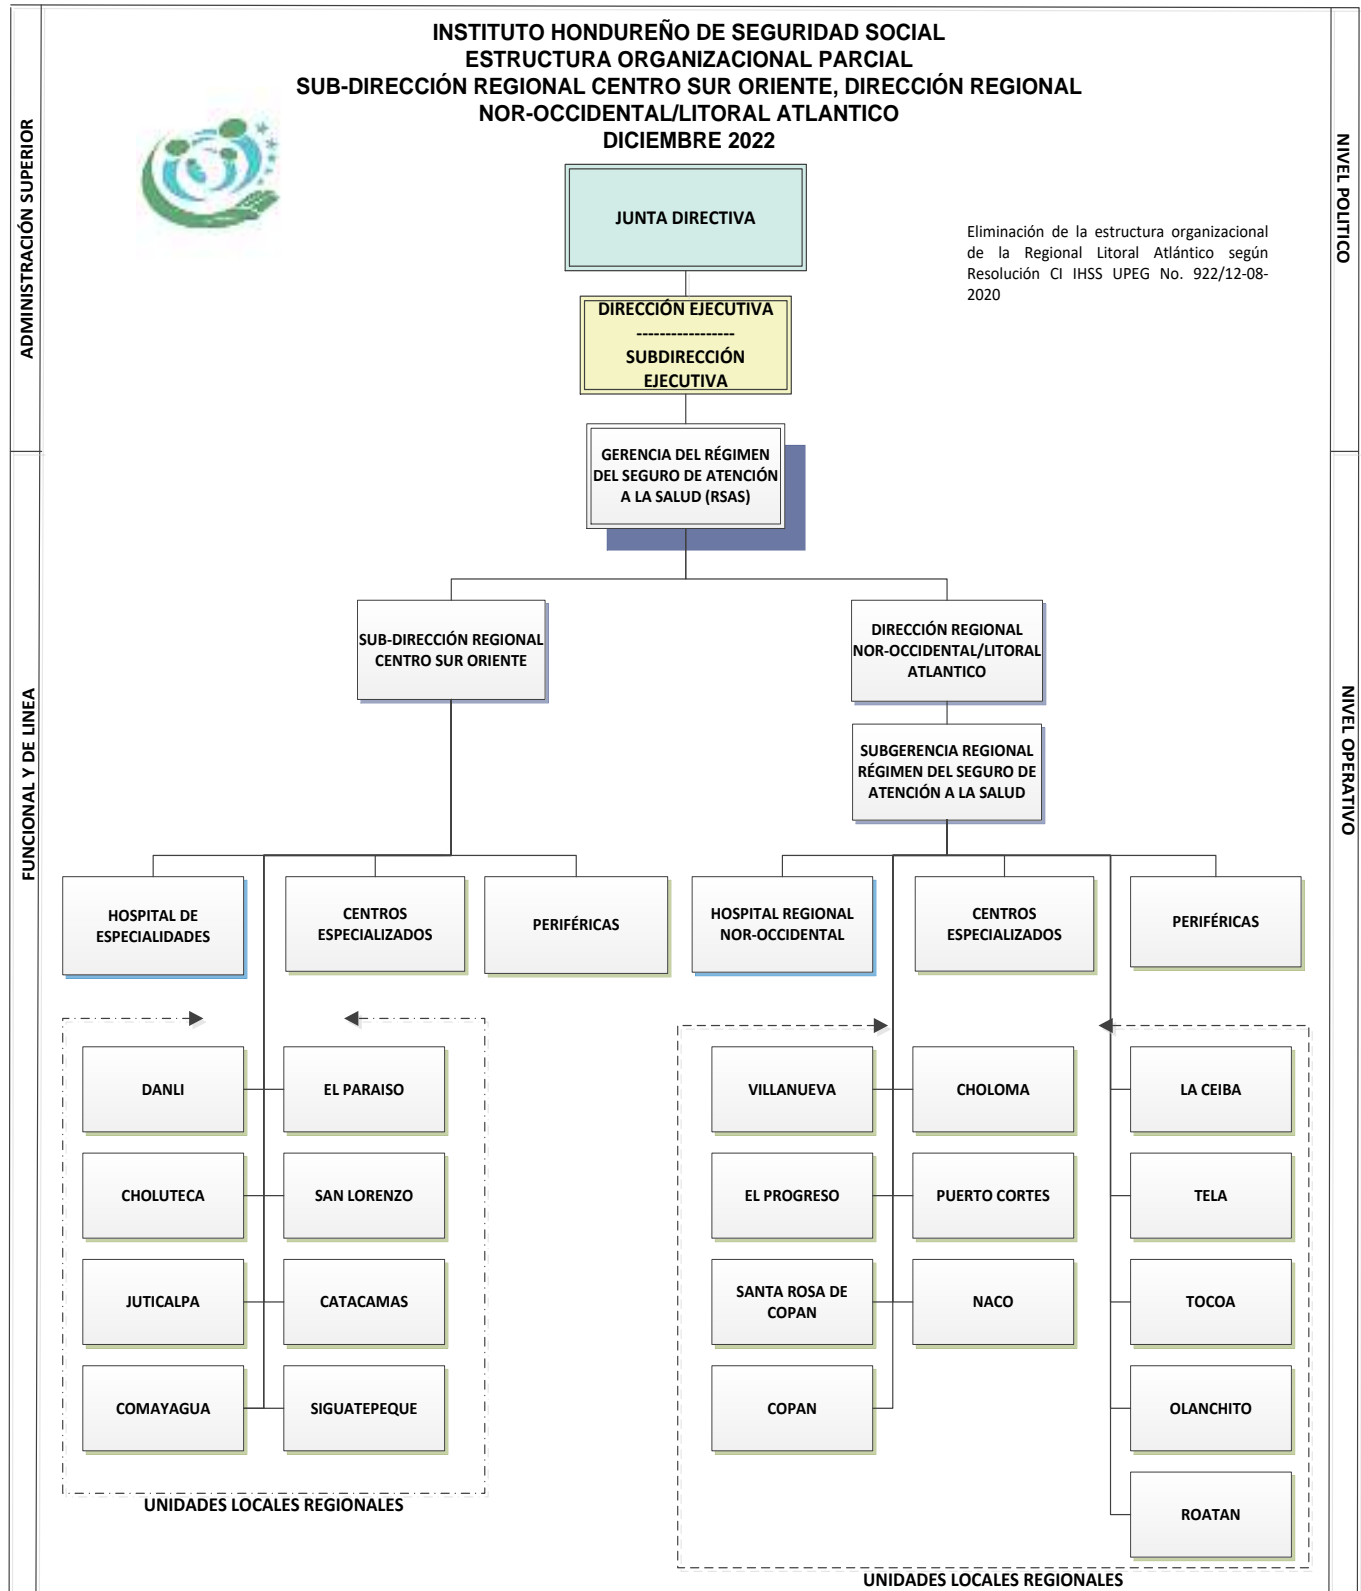 INSTITUTO HONDUREÑO DE SEGURIDAD SOCIAL
ESTRUCTURA ORGANIZACIONAL PARCIAL
SUB-DIRECCIÓN REGIONAL CENTRO SUR ORIENTE, DIRECCIÓN REGIONAL
NOR-OCCIDENTAL/LITORAL ATLANTICO
DICIEMBRE 2022
ADMINISTRACIÓN SUPERIOR
NIVEL POLITICO
JUNTA DIRECTIVA
Eliminación de la estructura organizacional
de la Regional Litoral Atlántico según
Resolución CI IHSS UPEG No. 922/12-08-
2020
DIRECCIÓN EJECUTIVA
-----------------
SUBDIRECCIÓN
EJECUTIVA
GERENCIA DEL RÉGIMEN
DEL SEGURO DE ATENCIÓN
A LA SALUD (RSAS)
FUNCIONAL Y DE LINEA
NIVEL OPERATIVO
SUB-DIRECCIÓN REGIONAL
CENTRO SUR ORIENTE
DIRECCIÓN REGIONAL
NOR-OCCIDENTAL/LITORAL
ATLANTICO
SUBGERENCIA REGIONAL
RÉGIMEN DEL SEGURO DE
ATENCIÓN A LA SALUD
HOSPITAL DE
ESPECIALIDADES
CENTROS
ESPECIALIZADOS
PERIFÉRICAS
HOSPITAL REGIONAL
NOR-OCCIDENTAL
CENTROS
ESPECIALIZADOS
PERIFÉRICAS
DANLI
EL PARAISO
CHOLUTECA
SAN LORENZO
JUTICALPA
CATACAMAS
COMAYAGUA
SIGUATEPEQUE
UNIDADES LOCALES REGIONALES
VILLANUEVA
CHOLOMA
LA CEIBA
EL PROGRESO
PUERTO CORTES
TELA
SANTA ROSA DE
COPAN
NACO
TOCOA
COPAN
OLANCHITO
ROATAN
UNIDADES LOCALES REGIONALES